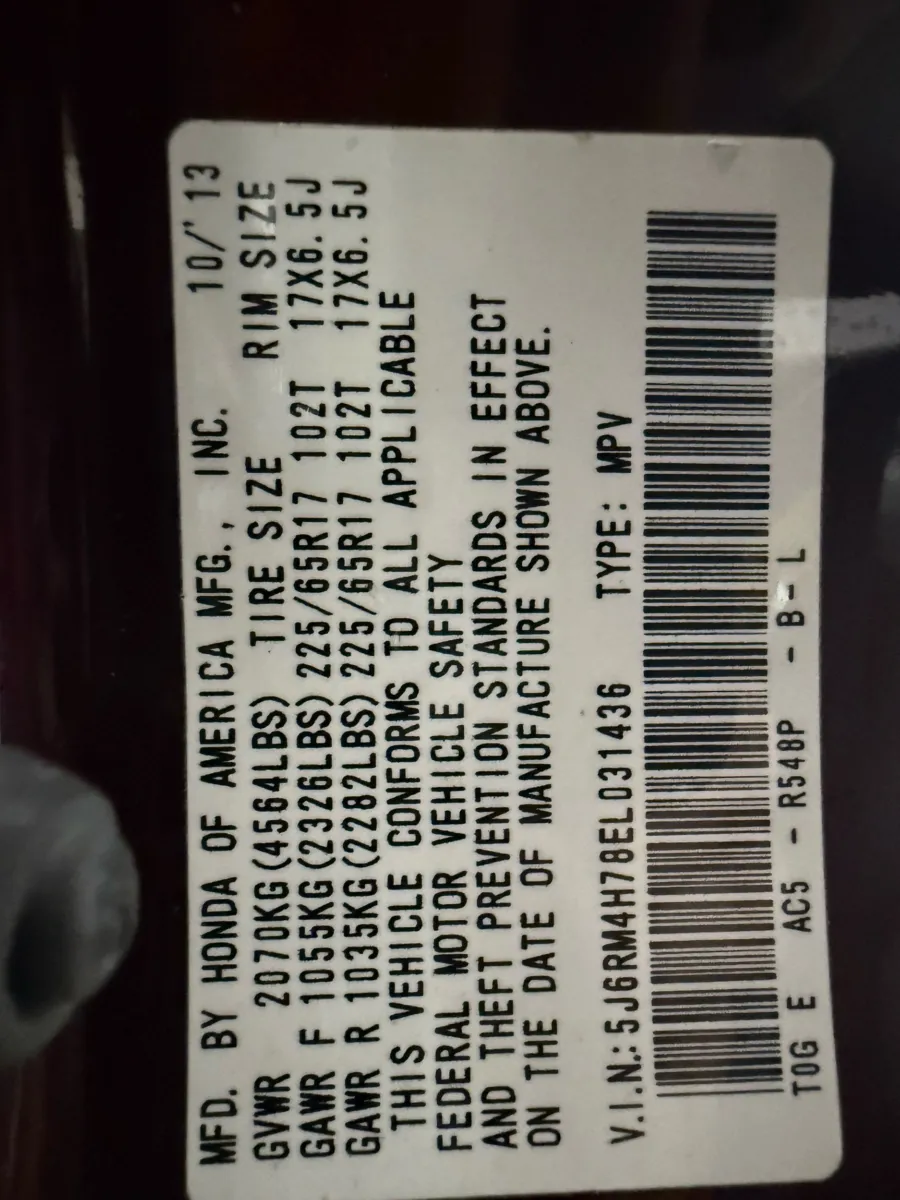 MFD. BY HONDA OF AMERICA MFG., INC. 10/'13
GVWR 2070KG(4564LBS) TIRE SIZE RIM SIZE
GAWR F 1055KG(2326LBS) 225/65R17 102T 17X6.5J
GAWR R 1035KG(2282LBS) 225/65R17 102T 17X6.5J
THIS VEHICLE CONFORMS TO ALL APPLICABLE
FEDERAL MOTOR VEHICLE SAFETY
AND THEFT PREVENTION STANDARDS IN EFFECT
ON THE DATE OF MANUFACTURE SHOWN ABOVE.
V.I.N.:5J6RM4H78EL031436 TYPE: MPV
T0G E AC5 - R548P - B- L